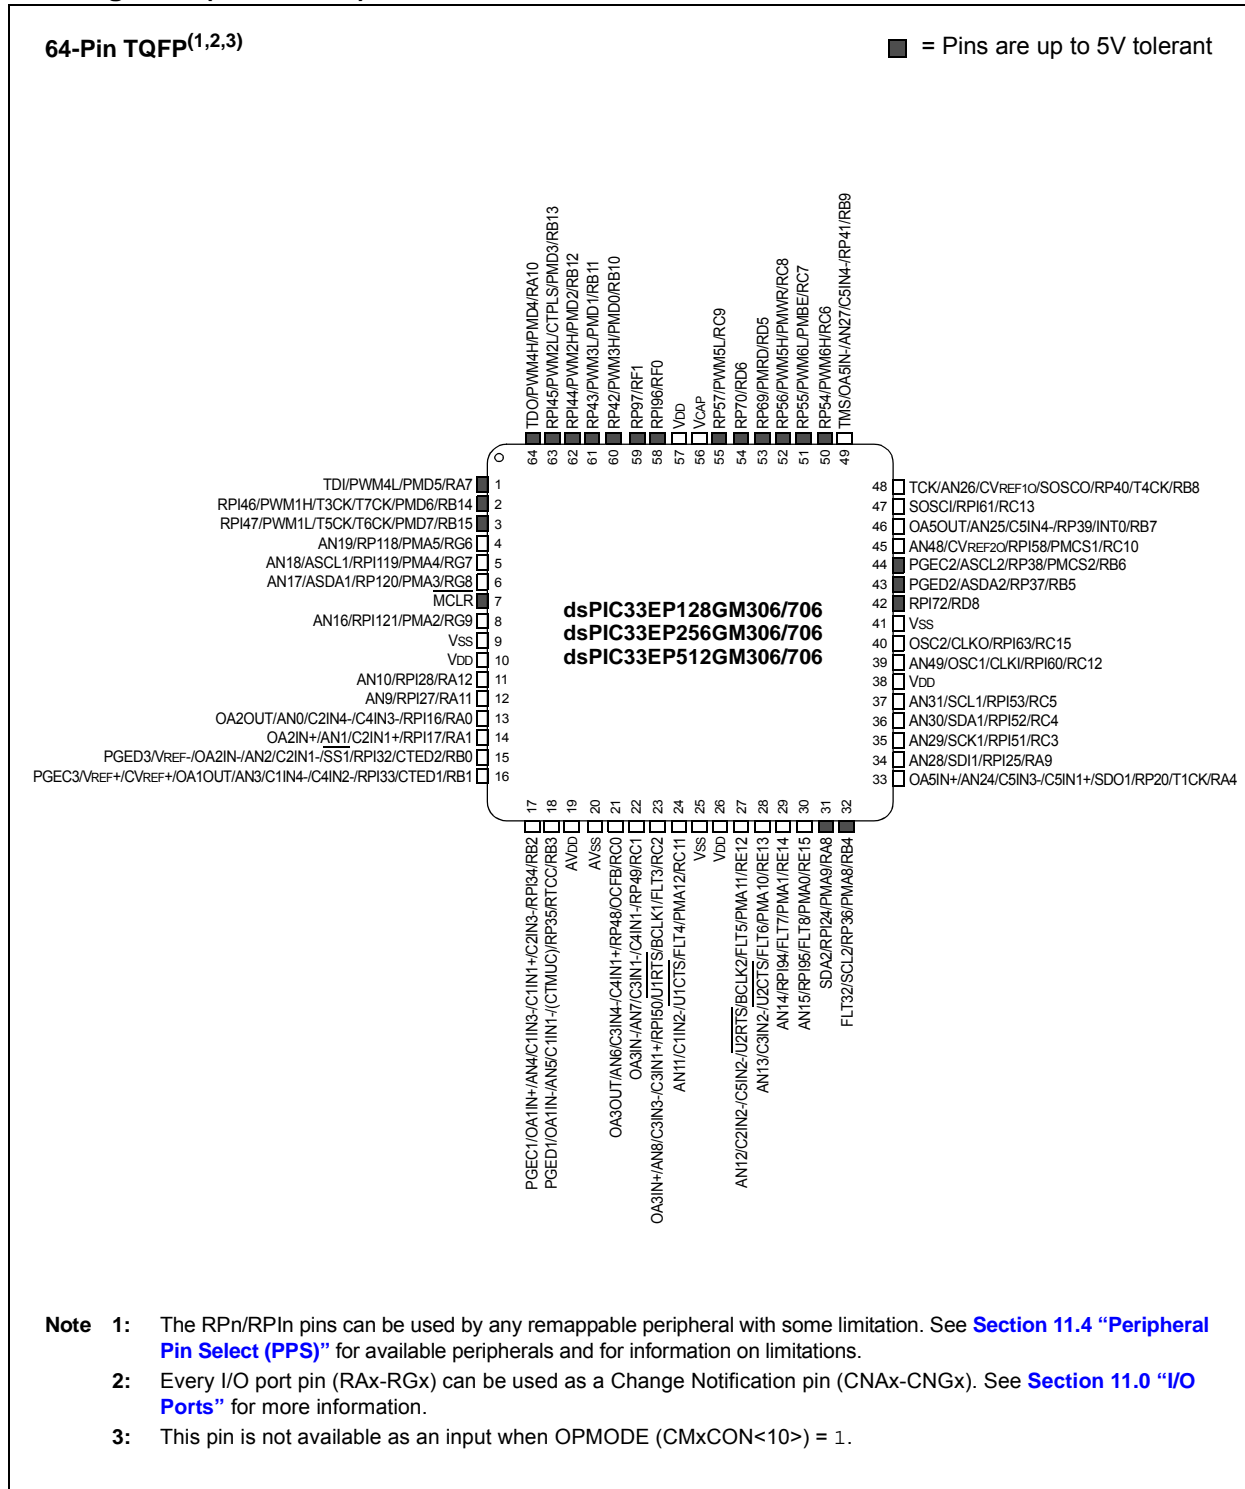 64-Pin TQFP(1,2,3)
= Pins are up to 5V tolerant
TDO/PWM4H/PMD4/RA10
RPI45/PWM2L/CTPLS/PMD3/RB13
RPI44/PWM2H/PMD2/RB12
RP43/PWM3L/PMD1/RB11
RP42/PWM3H/PMD0/RB10
RP97/RF1
RPI96/RF0
VDD
VCAP
RP57/PWM5L/RC9
RP70/RD6
RP69/PMRD/RD5
RP56/PWM5H/PMWR/RC8
RP55/PWM6L/PMBE/RC7
RP54/PWM6H/RC6
TMS/OA5IN-/AN27/C5IN4-/RP41/RB9
64 63 62 61 60 59 58 57 56 55 54 53 52 51 50 49
TDI/PWM4L/PMD5/RA7 1
RPI46/PWM1H/T3CK/T7CK/PMD6/RB14 2
RPI47/PWM1L/T5CK/T6CK/PMD7/RB15 3
AN19/RP118/PMA5/RG6 4
AN18/ASCL1/RPI119/PMA4/RG7 5
AN17/ASDA1/RP120/PMA3/RG8 6
MCLR 7
AN16/RPI121/PMA2/RG9 8
VSS 9
VDD 10
AN10/RPI28/RA12 11
AN9/RPI27/RA11 12
OA2OUT/AN0/C2IN4-/C4IN3-/RPI16/RA0 13
OA2IN+/AN1/C2IN1+/RPI17/RA1 14
PGED3/VREF-/OA2IN-/AN2/C2IN1-/SS1/RPI32/CTED2/RB0 15
PGEC3/VREF+/CVREF+/OA1OUT/AN3/C1IN4-/C4IN2-/RPI33/CTED1/RB1 16
dsPIC33EP128GM306/706
dsPIC33EP256GM306/706
dsPIC33EP512GM306/706
48 TCK/AN26/CVREF1O/SOSCO/RP40/T4CK/RB8
47 SOSCI/RPI61/RC13
46 OA5OUT/AN25/C5IN4-/RP39/INT0/RB7
45 AN48/CVREF2O/RPI58/PMCS1/RC10
44 PGEC2/ASCL2/RP38/PMCS2/RB6
43 PGED2/ASDA2/RP37/RB5
42 RPI72/RD8
41 VSS
40 OSC2/CLKO/RPI63/RC15
39 AN49/OSC1/CLKI/RPI60/RC12
38 VDD
37 AN31/SCL1/RPI53/RC5
36 AN30/SDA1/RPI52/RC4
35 AN29/SCK1/RPI51/RC3
34 AN28/SDI1/RPI25/RA9
33 OA5IN+/AN24/C5IN3-/C5IN1+/SDO1/RP20/T1CK/RA4
17 18 19 20 21 22 23 24 25 26 27 28 29 30 31 32
PGEC1/OA1IN+/AN4/C1IN3-/C1IN1+/C2IN3-/RPI34/RB2
PGED1/OA1IN-/AN5/C1IN1-/(CTMUC)/RP35/RTCC/RB3
AVDD
AVSS
OA3OUT/AN6/C3IN4-/C4IN1+/RP48/OCFB/RC0
OA3IN-/AN7/C3IN1-/C4IN1-/RP49/RC1
OA3IN+/AN8/C3IN3-/C3IN1+/RPI50/U1RTS/BCLK1/FLT3/RC2
AN11/C1IN2-/U1CTS/FLT4/PMA12/RC11
VSS
VDD
AN12/C2IN2-/C5IN2-/U2RTS/BCLK2/FLT5/PMA11/RE12
AN13/C3IN2-/U2CTS/FLT6/PMA10/RE13
AN14/RPI94/FLT7/PMA1/RE14
AN15/RPI95/FLT8/PMA0/RE15
SDA2/RPI24/PMA9/RA8
FLT32/SCL2/RP36/PMA8/RB4
Note 1: The RPn/RPIn pins can be used by any remappable peripheral with some limitation. See Section 11.4 “Peripheral
Pin Select (PPS)” for available peripherals and for information on limitations.
2: Every I/O port pin (RAx-RGx) can be used as a Change Notification pin (CNAx-CNGx). See Section 11.0 “I/O
Ports” for more information.
3: This pin is not available as an input when OPMODE (CMxCON<10>) = 1.